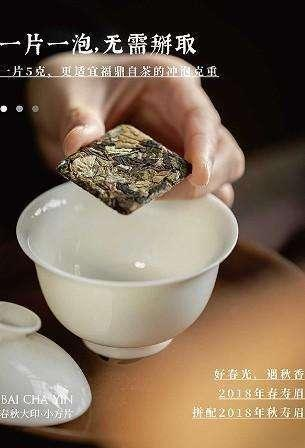 一片一泡,无需掰取
一片5克、更适宜福鼎白茶的冲泡克重
好春光、遇秋香
2018年春寿眉
拼配2018年秋寿眉
BAI CHA YIN
春秋大印·小方片